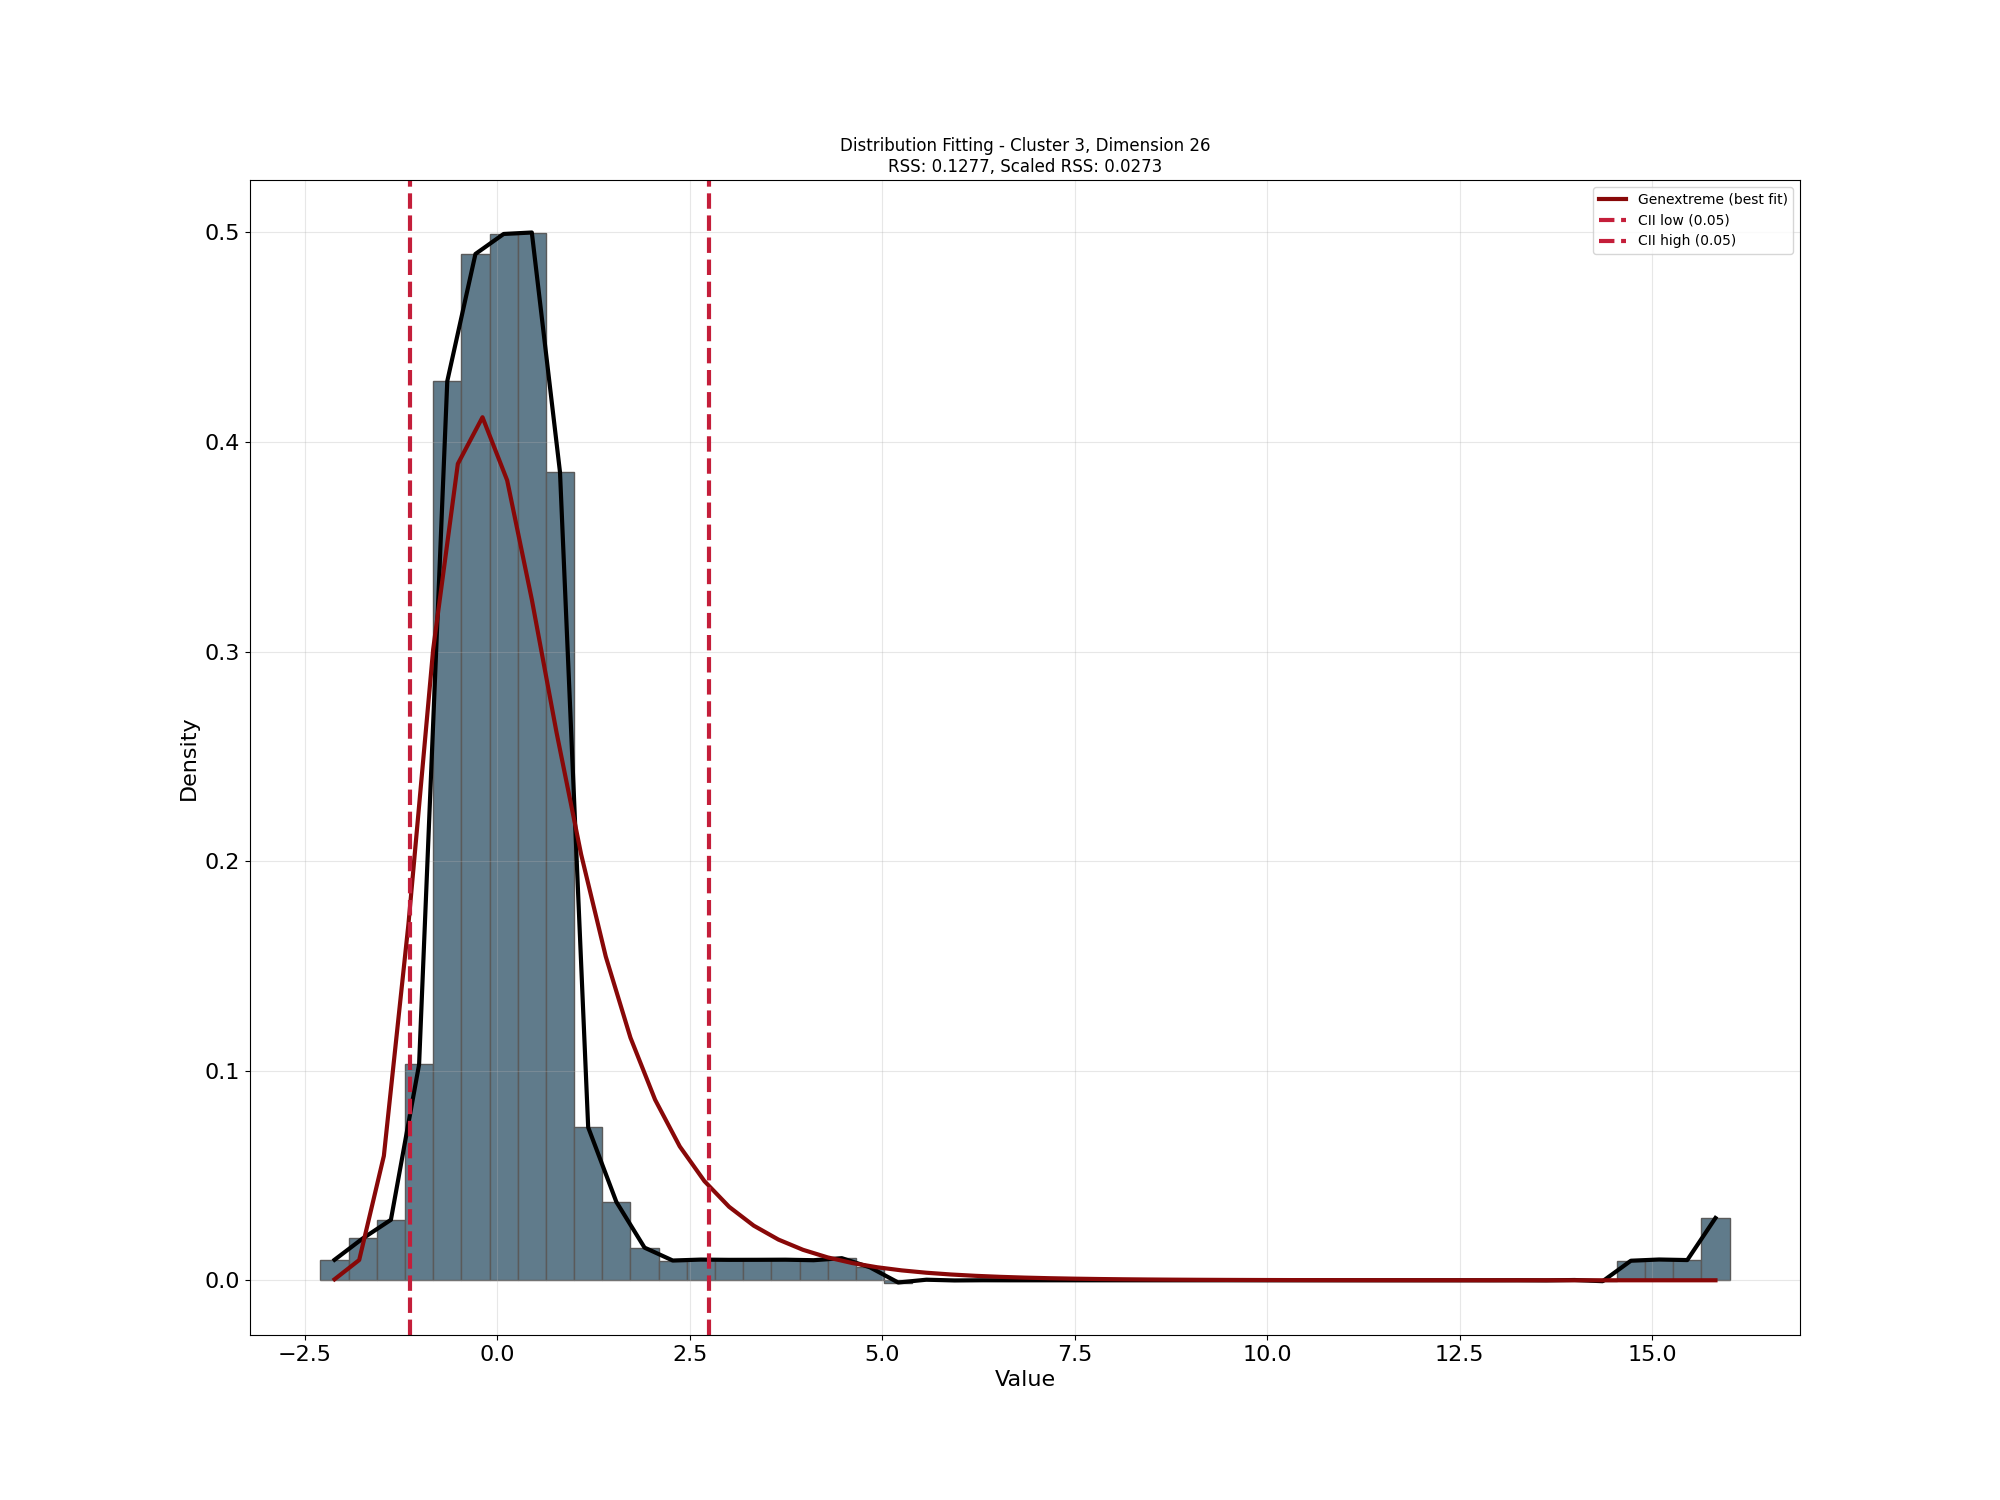 Distribution Fitting - Cluster 3, Dimension 26
RSS: 0.1277, Scaled RSS: 0.0273
Genextreme (best fit)
CII low (0.05)
CII high (0.05)
0.5
0.4
0.3
0.2
0.1
0.0
Density
−2.5 0.0 2.5 5.0 7.5 10.0 12.5 15.0
Value